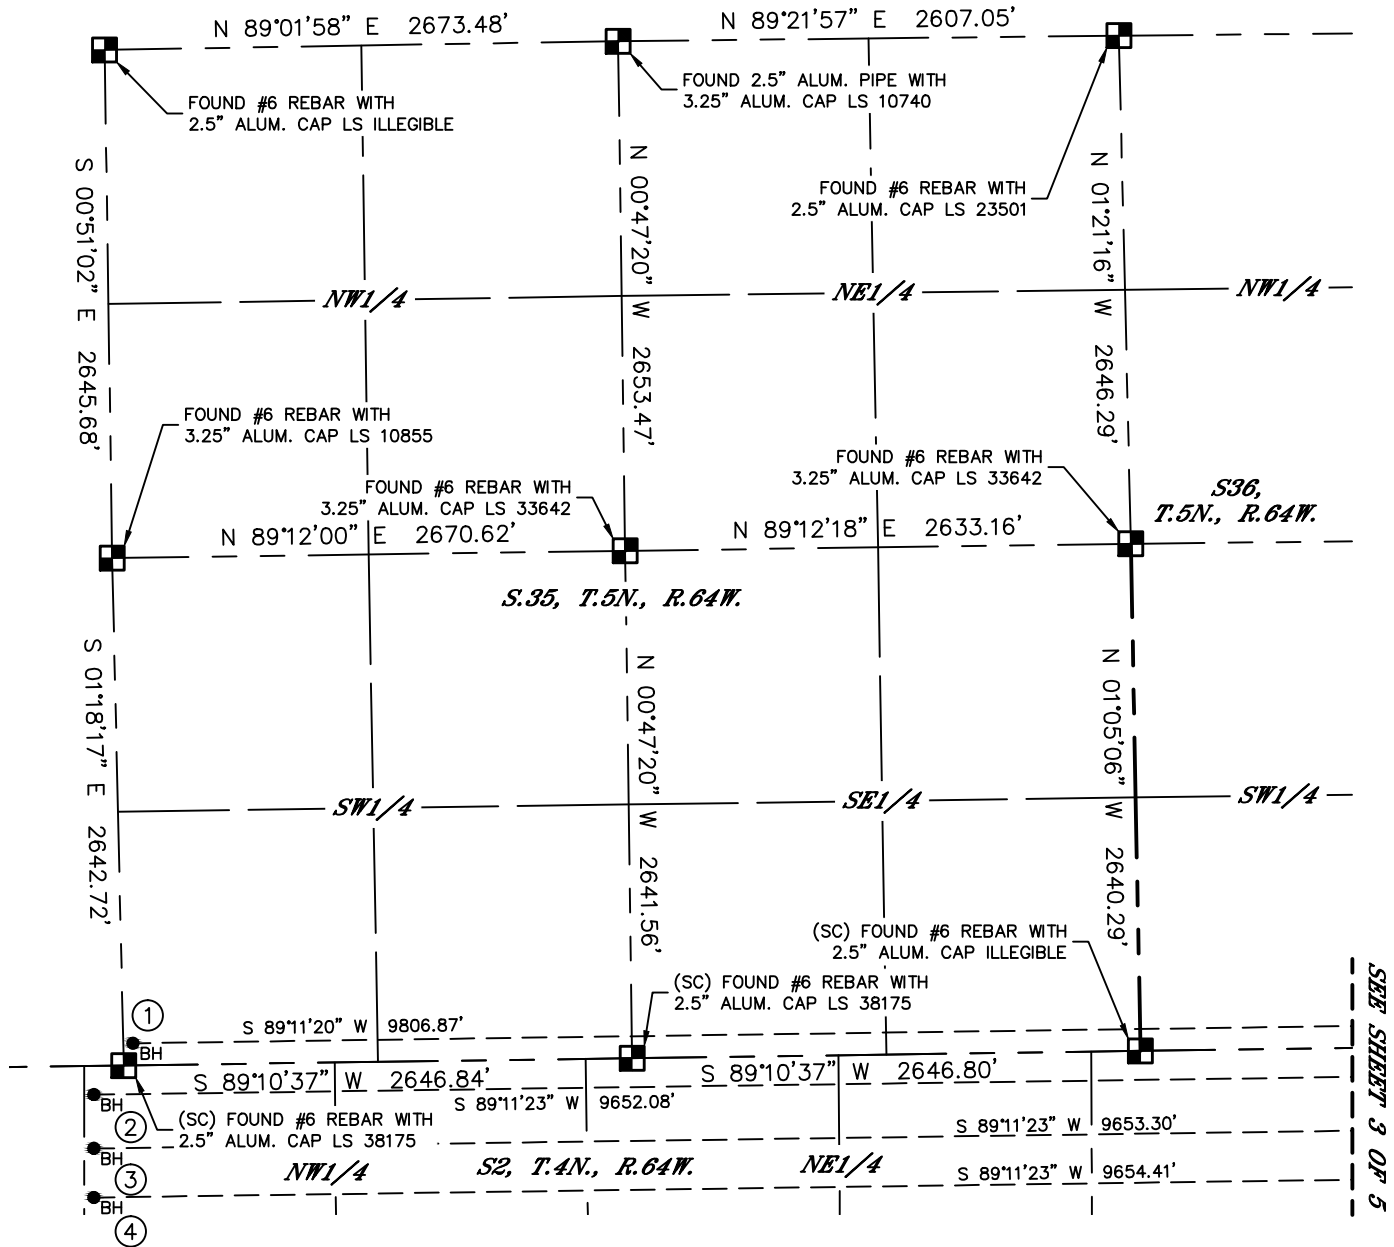 N 89°01'58" E 2673.48'
N 89°21'57" E 2607.05'
FOUND #6 REBAR WITH
2.5" ALUM. CAP LS ILLEGIBLE
FOUND 2.5" ALUM. PIPE WITH
3.25" ALUM. CAP LS 10740
FOUND #6 REBAR WITH
2.5" ALUM. CAP LS 23501
S 00°51'02" E 2645.68'
N 00°47'20" W 2653.47'
N 01°21'16" W 2646.29'
NW1/4
NE1/4
NW1/4
FOUND #6 REBAR WITH
3.25" ALUM. CAP LS 10855
FOUND #6 REBAR WITH
3.25" ALUM. CAP LS 33642
FOUND #6 REBAR WITH
3.25" ALUM. CAP LS 33642
S36,
T.5N., R.64W.
N 89°12'00" E 2670.62'
N 89°12'18" E 2633.16'
S.35, T.5N., R.64W.
S 01°18'17" E 2642.72'
N 00°47'20" W 2641.56'
N 01°05'06" W 2640.29'
SW1/4
SE1/4
SW1/4
(SC) FOUND #6 REBAR WITH
2.5" ALUM. CAP ILLEGIBLE
(SC) FOUND #6 REBAR WITH
2.5" ALUM. CAP LS 38175
1
BH
S 89°11'20" W 9806.87'
S 89°10'37" W 2646.84'
S 89°10'37" W 2646.80'
BH
2
S 89°11'23" W 9652.08'
(SC) FOUND #6 REBAR WITH
2.5" ALUM. CAP LS 38175
S 89°11'23" W 9653.30'
BH
3
NW1/4
S2, T.4N., R.64W.
NE1/4
S 89°11'23" W 9654.41'
BH
4
SEE SHEET 3 OF 5